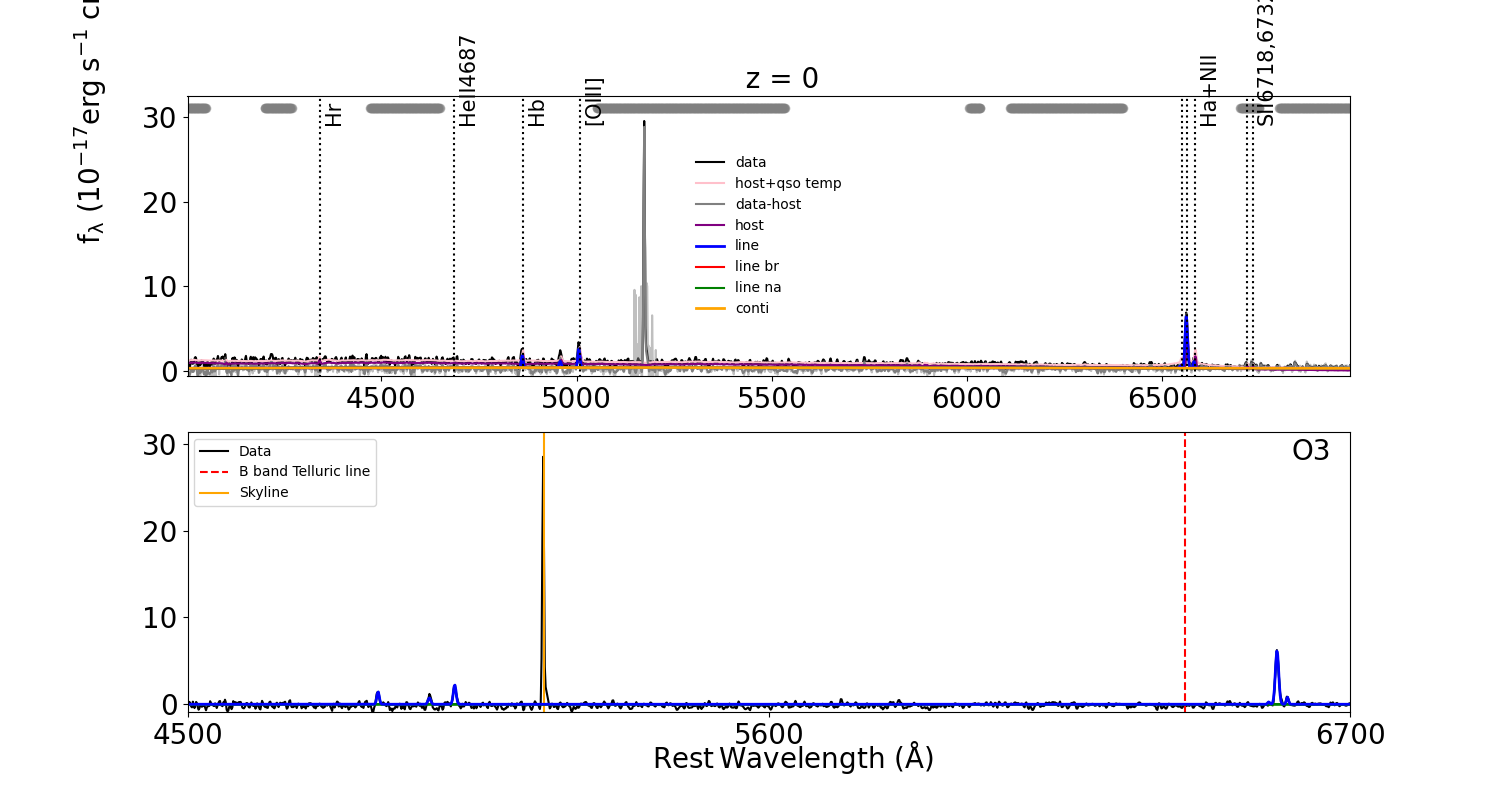 z = 0
Hr
HeII4687
Hb
[OIII]
Ha+NII
SII6718,673
fλ (10−17erg s−1 c
30
20
10
0
data
host+qso temp
data-host
host
line
line br
line na
conti
4500
5000
5500
6000
6500
Data
B band Telluric line
Skyline
O3
30
20
10
0
4500
5600
6700
Rest Wavelength (Å)